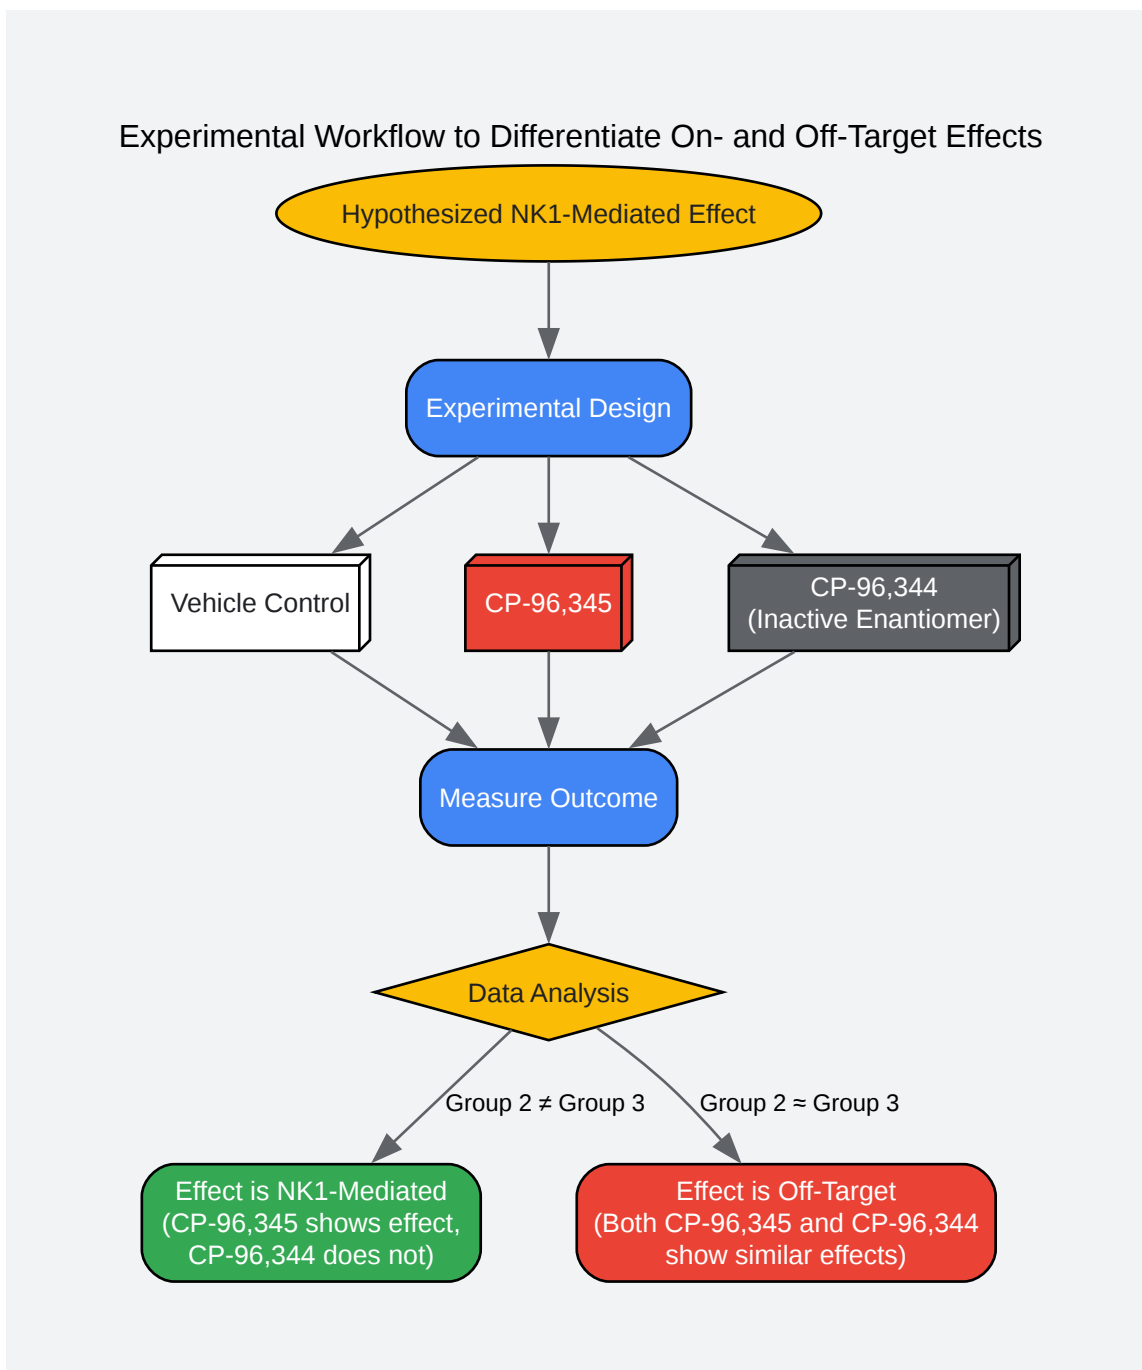 Experimental Workflow to Differentiate On- and Off-Target Effects
Hypothesized NK1-Mediated Effect
Experimental Design
Vehicle Control
CP-96,345
CP-96,344
(Inactive Enantiomer)
Measure Outcome
Data Analysis
Group 2 ≠ Group 3
Group 2 ≈ Group 3
Effect is NK1-Mediated
(CP-96,345 shows effect,
CP-96,344 does not)
Effect is Off-Target
(Both CP-96,345 and CP-96,344
show similar effects)